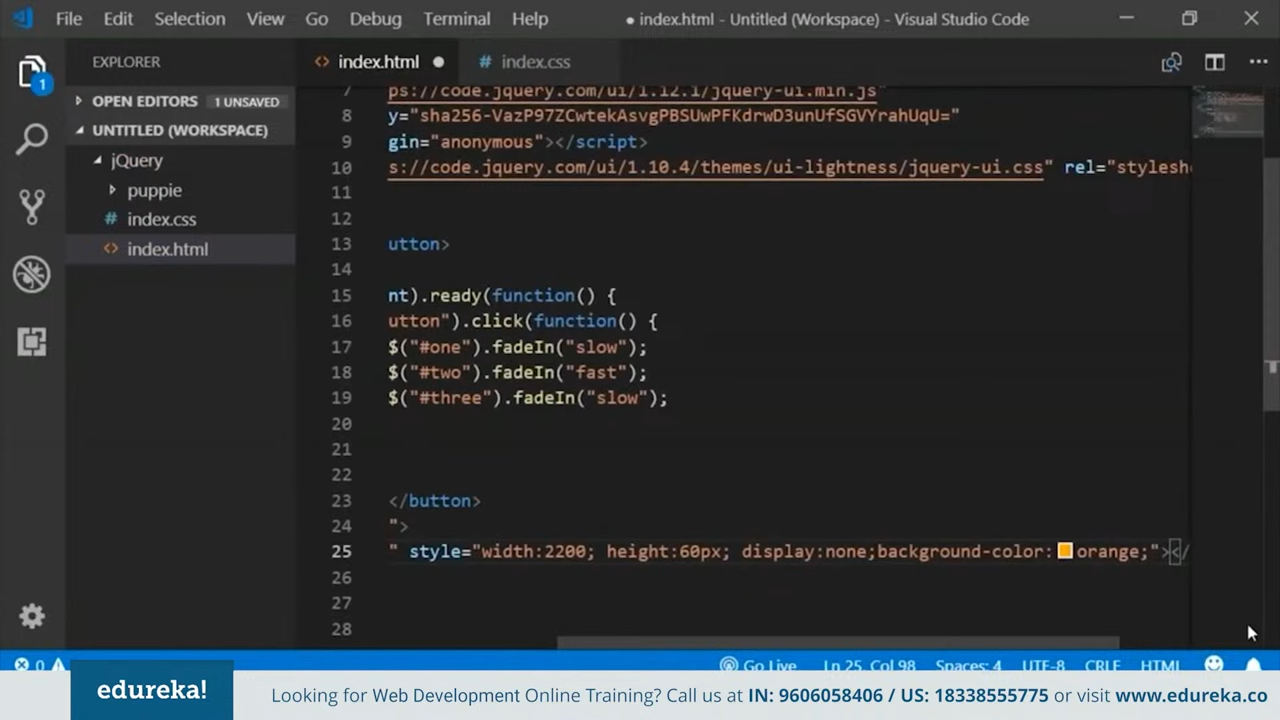 File Edit Selection View Go Debug Terminal Help ● index.html - Untitled (Workspace) - Visual Studio Code
EXPLORER
index.html
index.css
OPEN EDITORS 1 UNSAVED
UNTITLED (WORKSPACE)
jQuery
puppie
index.css
index.html
1
7 ps://code.jquery.com/ui/1.12.1/jquery-ui.min.js"
8 y="sha256-VazP97ZCwtekAsvgPBSUwPFKdrwD3unUfSGVYrahUqU="
9 gin="anonymous"></script>
10 s://code.jquery.com/ui/1.10.4/themes/ui-lightness/jquery-ui.css" rel="stylesh
11
12
13 utton>
14
15 nt).ready(function() {
16 utton").click(function() {
17 $("#one").fadeIn("slow");
18 $("#two").fadeIn("fast");
19 $("#three").fadeIn("slow");
20
21
22
23 </button>
24 ">
25 " style="width:2200; height:60px; display:none;background-color:orange;"></
26
27
28
0 Go Live Ln 25, Col 98 Spaces: 4 UTF-8 CRLF HTML
edureka!
Looking for Web Development Online Training? Call us at IN: 9606058406 / US: 18338555775 or visit www.edureka.co